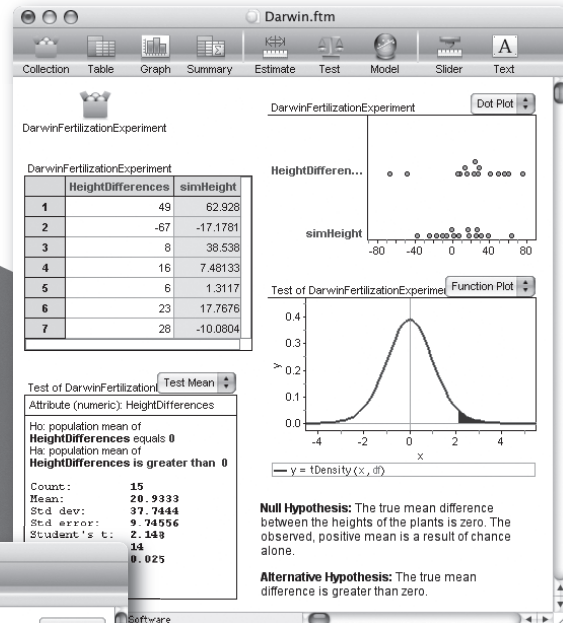 Darwin.ftm
Collection Table Graph Summary Estimate Test Model Slider Text
A
DarwinFertilizationExperiment
DarwinFertilizationExperiment
HeightDifferences simHeight
1 49 62.928
2 -67 -17.1781
3 8 38.538
4 16 7.48133
5 6 1.3117
6 23 17.7676
7 28 -10.0804
Test of DarwinFertilization Test Mean
Attribute (numeric): HeightDifferences
Ho: population mean of
HeightDifferences equals 0
Ha: population mean of
HeightDifferences is greater than 0
Count: 15
Mean: 20.9333
Std dev: 37.7444
Std error: 9.74556
Student's t: 2.148
14
0.025
DarwinFertilizationExperiment Dot Plot
HeightDifferen...
simHeight
-80 -40 0 40 80
Test of DarwinFertilizationExperimer Function Plot
0.4
0.3
y
0.2
0.1
0.0
-4 -2 0 2 4
x
y = tDensity(x, df)
Null Hypothesis: The true mean difference
between the heights of the plants is zero. The
observed, positive mean is a result of chance
alone.
Alternative Hypothesis: The true mean
difference is greater than zero.
Software